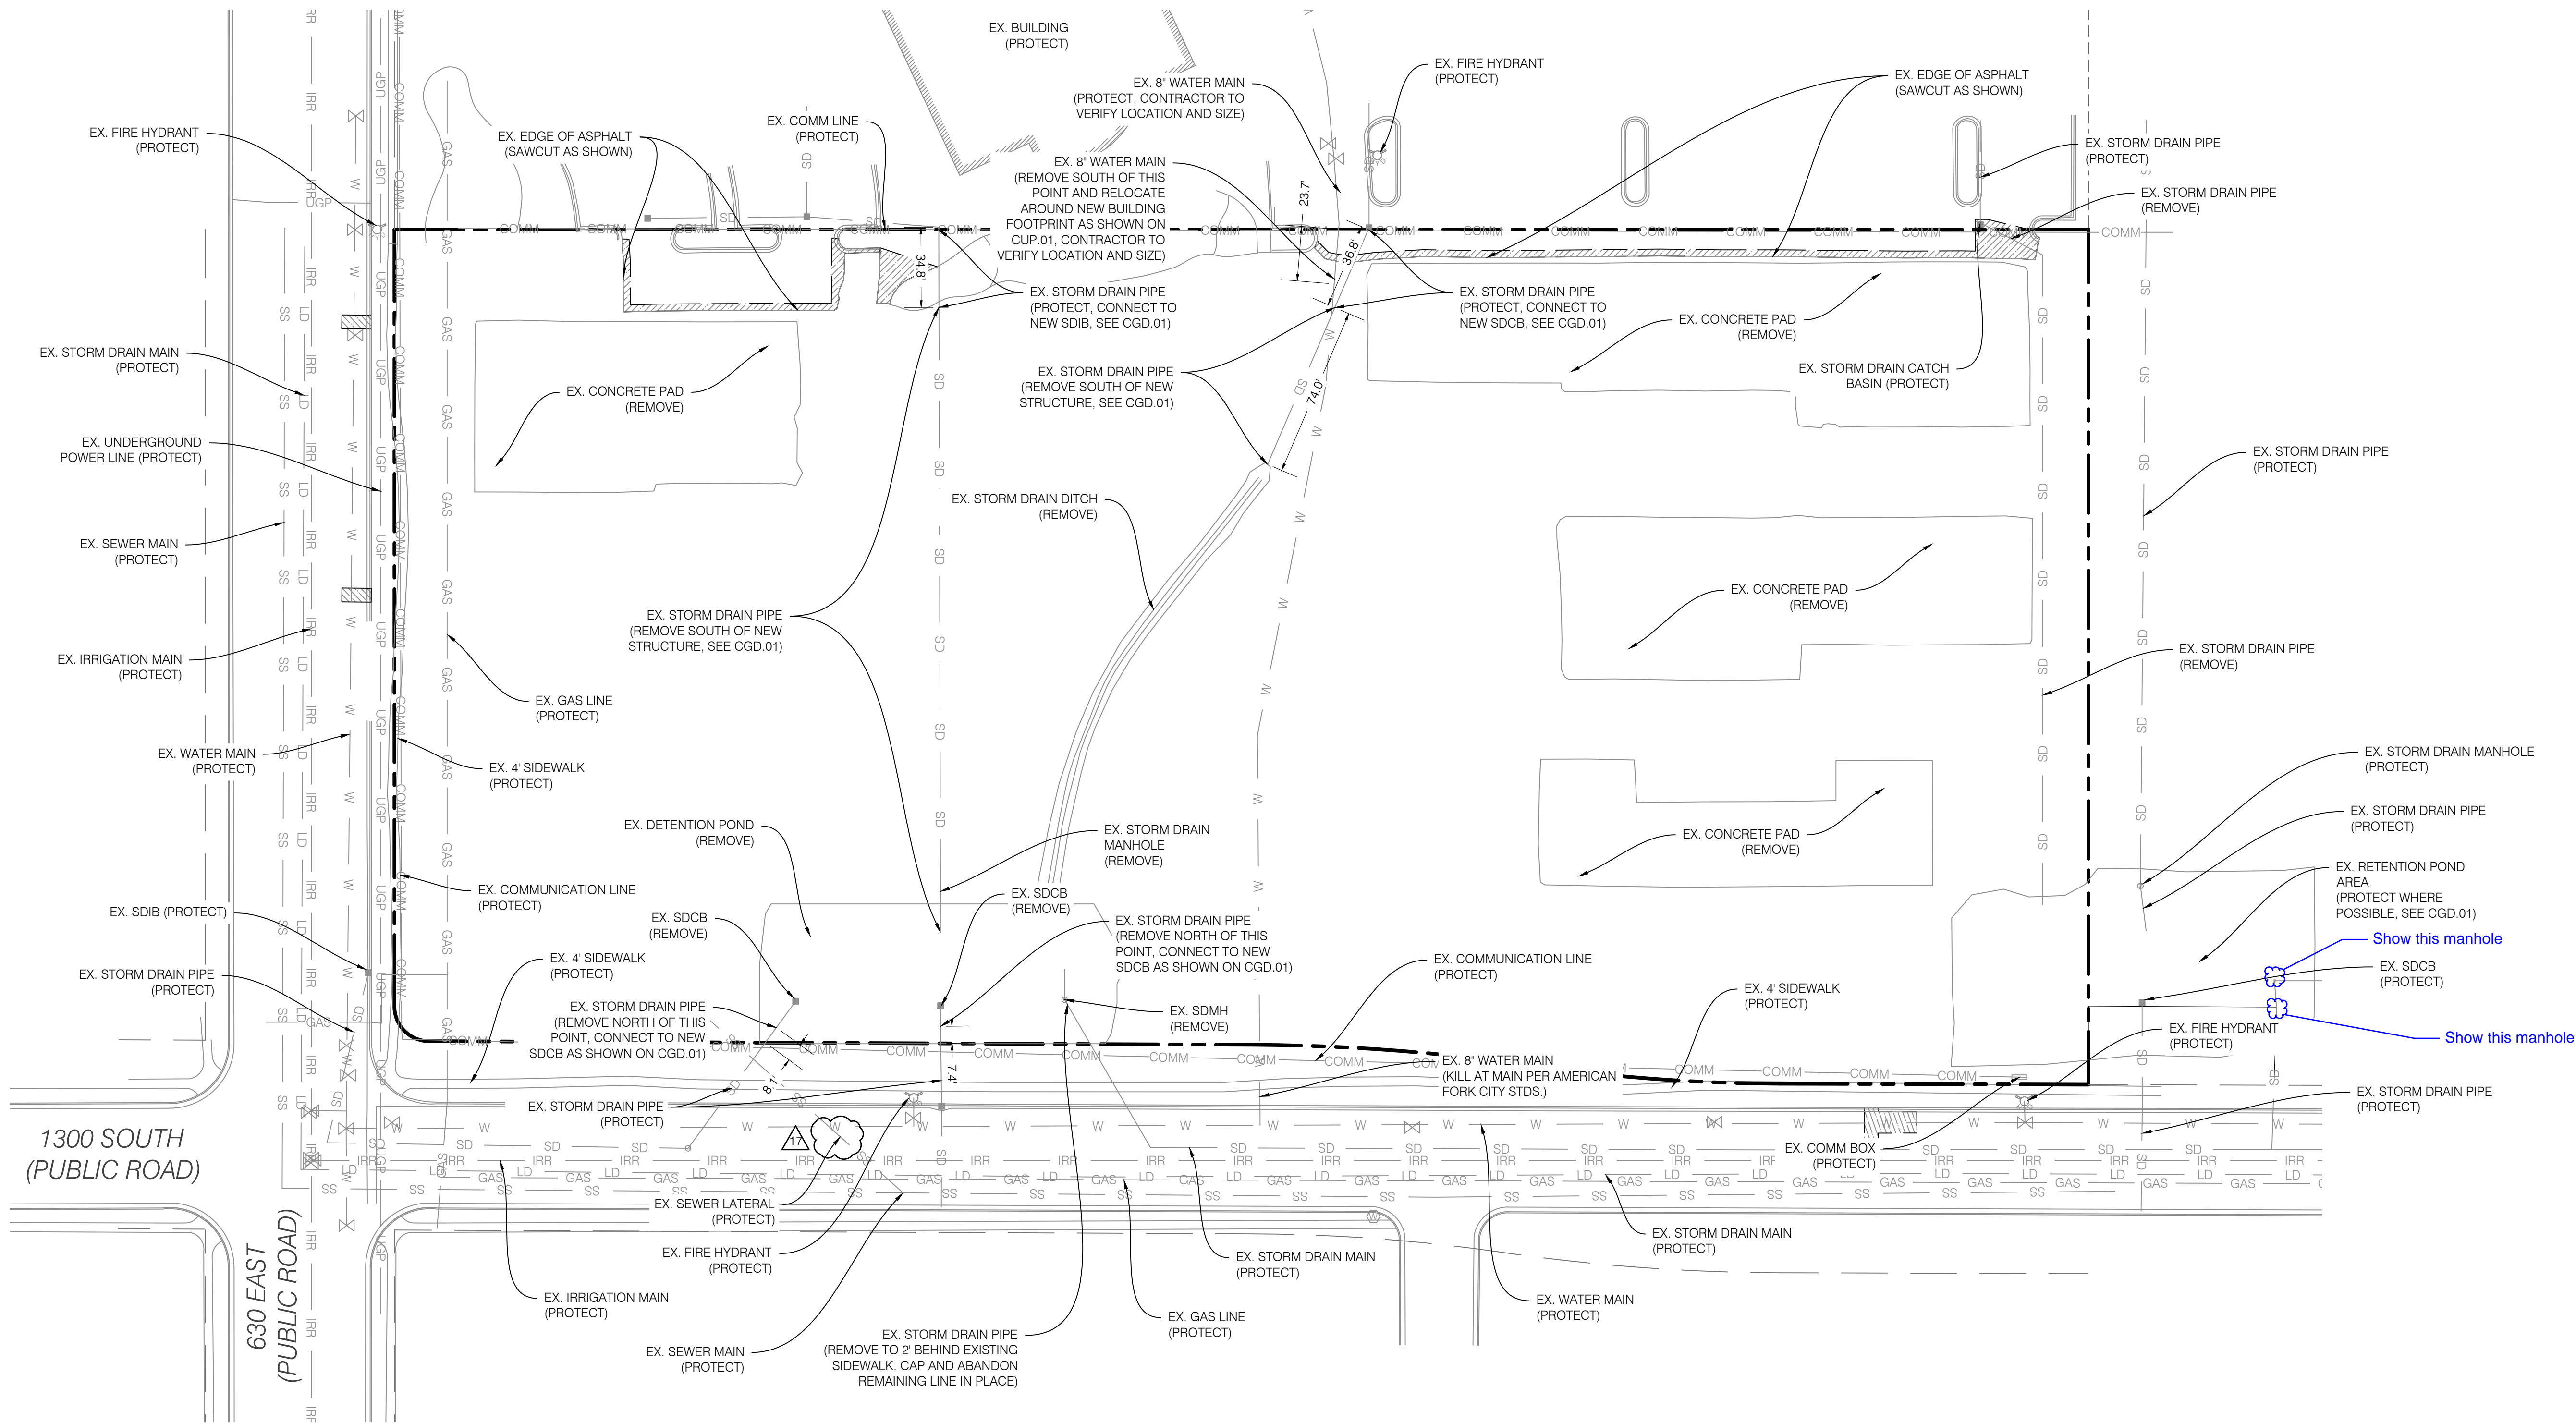 EX. BUILDING
(PROTECT)
EX. FIRE HYDRANT
(PROTECT)
EX. 8" WATER MAIN
(PROTECT, CONTRACTOR TO
VERIFY LOCATION AND SIZE)
EX. EDGE OF ASPHALT
(SAWCUT AS SHOWN)
EX. FIRE HYDRANT
(PROTECT)
EX. EDGE OF ASPHALT
(SAWCUT AS SHOWN)
EX. COMM LINE
(PROTECT)
EX. 8" WATER MAIN
(REMOVE SOUTH OF THIS
POINT AND RELOCATE
AROUND NEW BUILDING
FOOTPRINT AS SHOWN ON
CUP.01, CONTRACTOR TO
VERIFY LOCATION AND SIZE)
EX. STORM DRAIN PIPE
(PROTECT)
EX. STORM DRAIN PIPE
(REMOVE)
23.7'
36.8'
34.8'
74.0'
EX. STORM DRAIN PIPE
(PROTECT, CONNECT TO
NEW SDIB, SEE CGD.01)
EX. STORM DRAIN PIPE
(PROTECT, CONNECT TO
NEW SDCB, SEE CGD.01)
EX. CONCRETE PAD
(REMOVE)
EX. STORM DRAIN MAIN
(PROTECT)
EX. CONCRETE PAD
(REMOVE)
EX. STORM DRAIN PIPE
(REMOVE SOUTH OF NEW
STRUCTURE, SEE CGD.01)
EX. STORM DRAIN CATCH
BASIN (PROTECT)
EX. UNDERGROUND
POWER LINE (PROTECT)
EX. STORM DRAIN PIPE
(PROTECT)
EX. STORM DRAIN DITCH
(REMOVE)
EX. SEWER MAIN
(PROTECT)
EX. STORM DRAIN PIPE
(REMOVE SOUTH OF NEW
STRUCTURE, SEE CGD.01)
EX. CONCRETE PAD
(REMOVE)
EX. IRRIGATION MAIN
(PROTECT)
EX. STORM DRAIN PIPE
(REMOVE)
EX. GAS LINE
(PROTECT)
EX. WATER MAIN
(PROTECT)
EX. 4' SIDEWALK
(PROTECT)
EX. STORM DRAIN MANHOLE
(PROTECT)
EX. DETENTION POND
(REMOVE)
EX. STORM DRAIN
MANHOLE
(REMOVE)
EX. CONCRETE PAD
(REMOVE)
EX. STORM DRAIN PIPE
(PROTECT)
EX. COMMUNICATION LINE
(PROTECT)
EX. SDCB
(REMOVE)
EX. RETENTION POND
AREA
(PROTECT WHERE
POSSIBLE, SEE CGD.01)
EX. SDIB (PROTECT)
EX. SDCB
(REMOVE)
EX. STORM DRAIN PIPE
(REMOVE NORTH OF THIS
POINT, CONNECT TO NEW
SDCB AS SHOWN ON CGD.01)
Show this manhole
EX. STORM DRAIN PIPE
(PROTECT)
EX. 4' SIDEWALK
(PROTECT)
EX. COMMUNICATION LINE
(PROTECT)
EX. SDCB
(PROTECT)
EX. 4' SIDEWALK
(PROTECT)
EX. STORM DRAIN PIPE
(REMOVE NORTH OF THIS
POINT, CONNECT TO NEW
SDCB AS SHOWN ON CGD.01)
EX. SDMH
(REMOVE)
EX. FIRE HYDRANT
(PROTECT)
Show this manhole
8.1'
7.4'
EX. 8" WATER MAIN
(KILL AT MAIN PER AMERICAN
FORK CITY STDS.)
EX. STORM DRAIN PIPE
(PROTECT)
EX. STORM DRAIN PIPE
(PROTECT)
17
1300 SOUTH
(PUBLIC ROAD)
EX. COMM BOX
(PROTECT)
EX. SEWER LATERAL
(PROTECT)
EX. STORM DRAIN MAIN
(PROTECT)
EX. FIRE HYDRANT
(PROTECT)
EX. STORM DRAIN MAIN
(PROTECT)
630 EAST
(PUBLIC ROAD)
EX. IRRIGATION MAIN
(PROTECT)
EX. WATER MAIN
(PROTECT)
EX. GAS LINE
(PROTECT)
EX. STORM DRAIN PIPE
(REMOVE TO 2' BEHIND EXISTING
SIDEWALK. CAP AND ABANDON
REMAINING LINE IN PLACE)
EX. SEWER MAIN
(PROTECT)